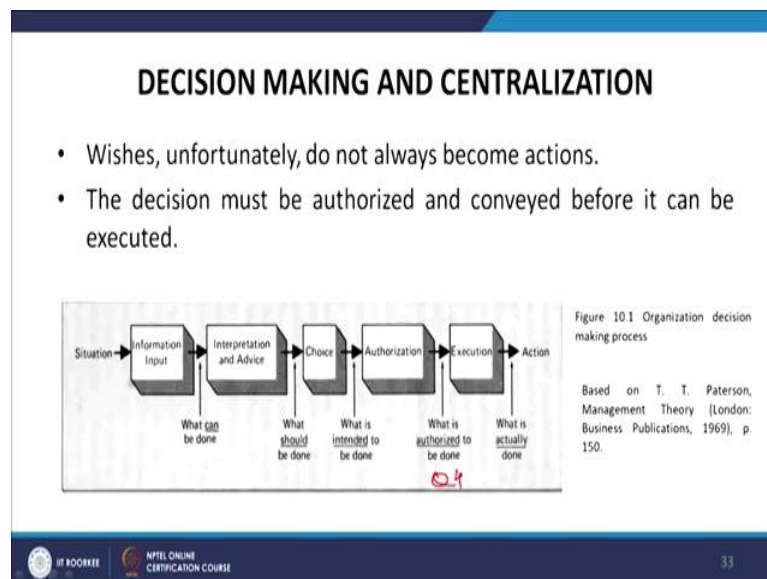 DECISION MAKING AND CENTRALIZATION
• Wishes, unfortunately, do not always become actions.
• The decision must be authorized and conveyed before it can be
executed.
Situation
Information
Input
Interpretation
and Advice
Choice
Authorization
Execution
Action
What can
be done
What
should
be done
What is
intended to
be done
What is
authorized to
be done
What is
actually
done
Figure 10.1 Organization decision
making process
Based on T. T. Paterson,
Management Theory (London:
Business Publications, 1969), p.
150.
IIT ROORKEE
NPTEL ONLINE
CERTIFICATION COURSE
33